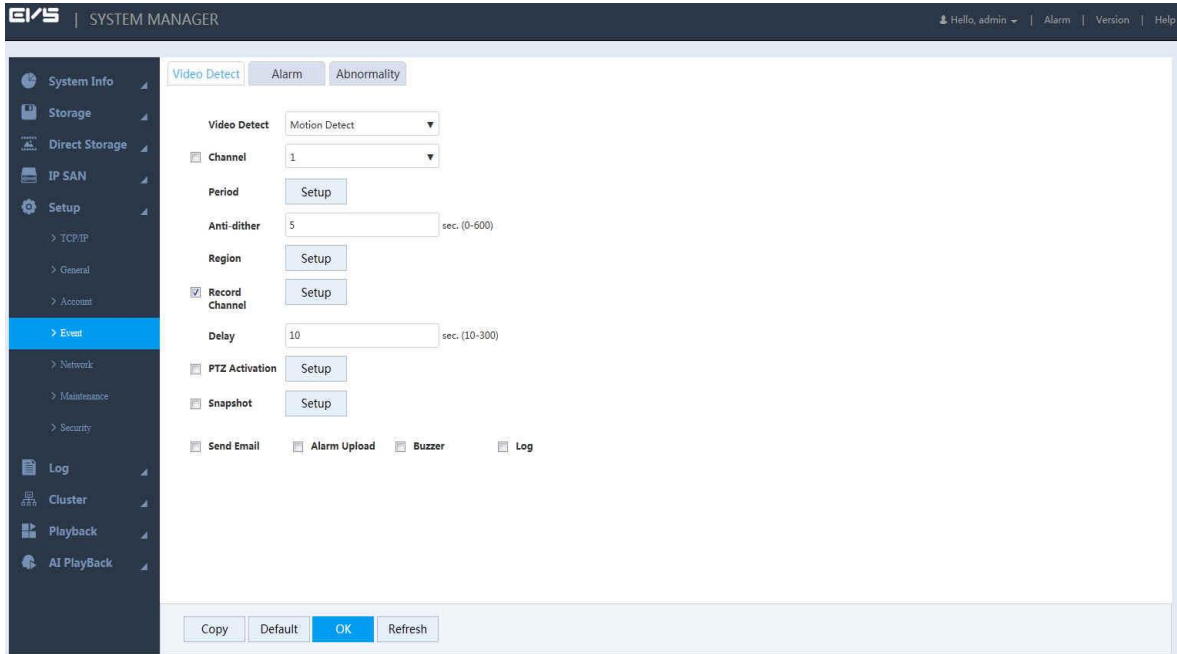 EVS | SYSTEM MANAGER
Hello, admin | Alarm | Version | Help
System Info
Storage
Direct Storage
IP SAN
Setup
> TCP/IP
> General
> Account
> Event
> Network
> Maintenance
> Security
Log
Cluster
Playback
AI PlayBack
Video Detect Alarm Abnormality
Video Detect Motion Detect
Channel 1
Period Setup
Anti-dither 5 sec. (0-600)
Region Setup
Record Channel Setup
Delay 10 sec. (10-300)
PTZ Activation Setup
Snapshot Setup
Send Email Alarm Upload Buzzer Log
Copy Default OK Refresh